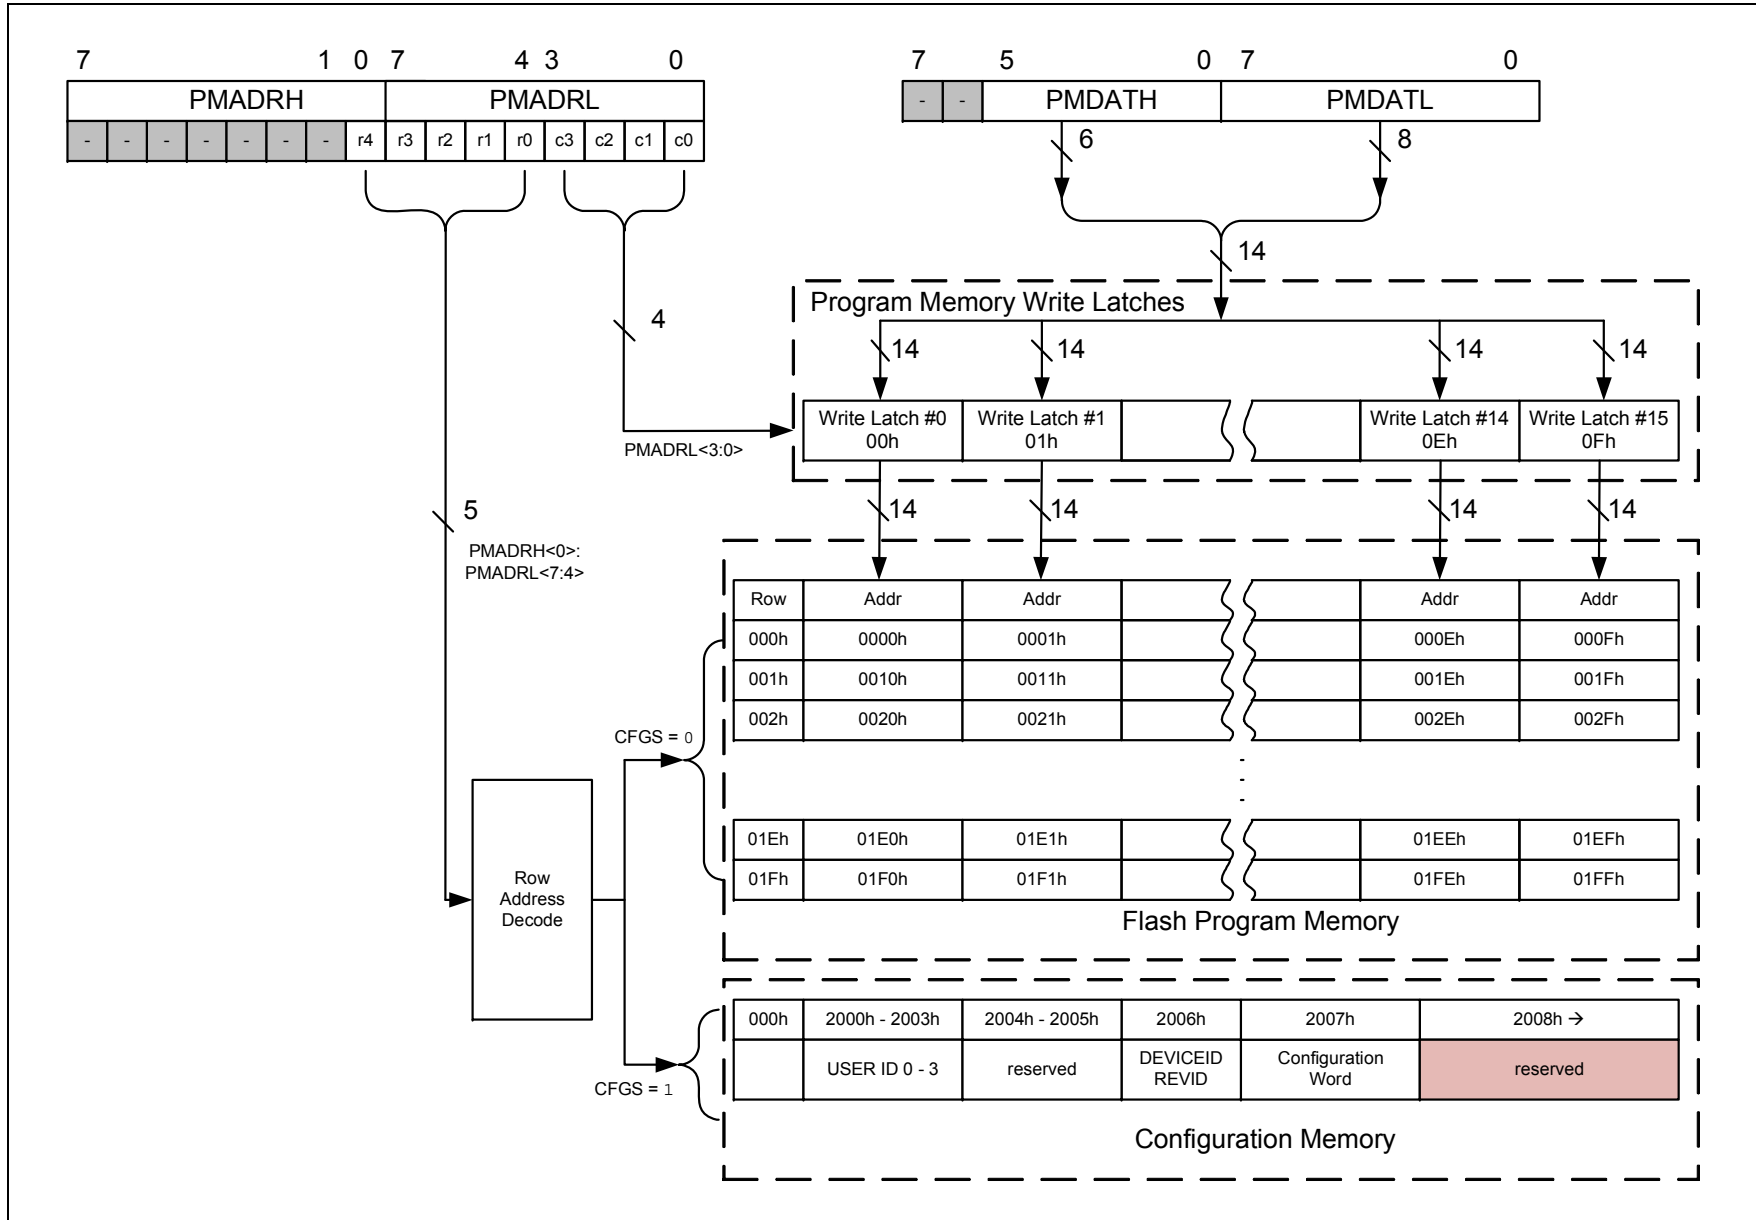 7 1 0 7 4 3 0
7 5 0 7 0
PMADRH PMADRL
- - PMDATH PMDATL
- - - - - - - r4 r3 r2 r1 r0 c3 c2 c1 c0
6 8
14
4
Program Memory Write Latches
14 14 14 14
Write Latch #0 Write Latch #1 Write Latch #14 Write Latch #15
00h 01h 0Eh 0Fh
PMADRL<3:0>
14 14 14 14
5
PMADRH<0>:
PMADRL<7:4>
Row Addr Addr Addr Addr
000h 0000h 0001h 000Eh 000Fh
001h 0010h 0011h 001Eh 001Fh
002h 0020h 0021h 002Eh 002Fh
CFGS = 0
01Eh 01E0h 01E1h 01EEh 01EFh
01Fh 01F0h 01F1h 01FEh 01FFh
Row
Address
Decode
Flash Program Memory
000h 2000h - 2003h 2004h - 2005h 2006h 2007h 2008h →
USER ID 0 - 3 reserved DEVICEID Configuration reserved
REVID Word
CFGS = 1
Configuration Memory